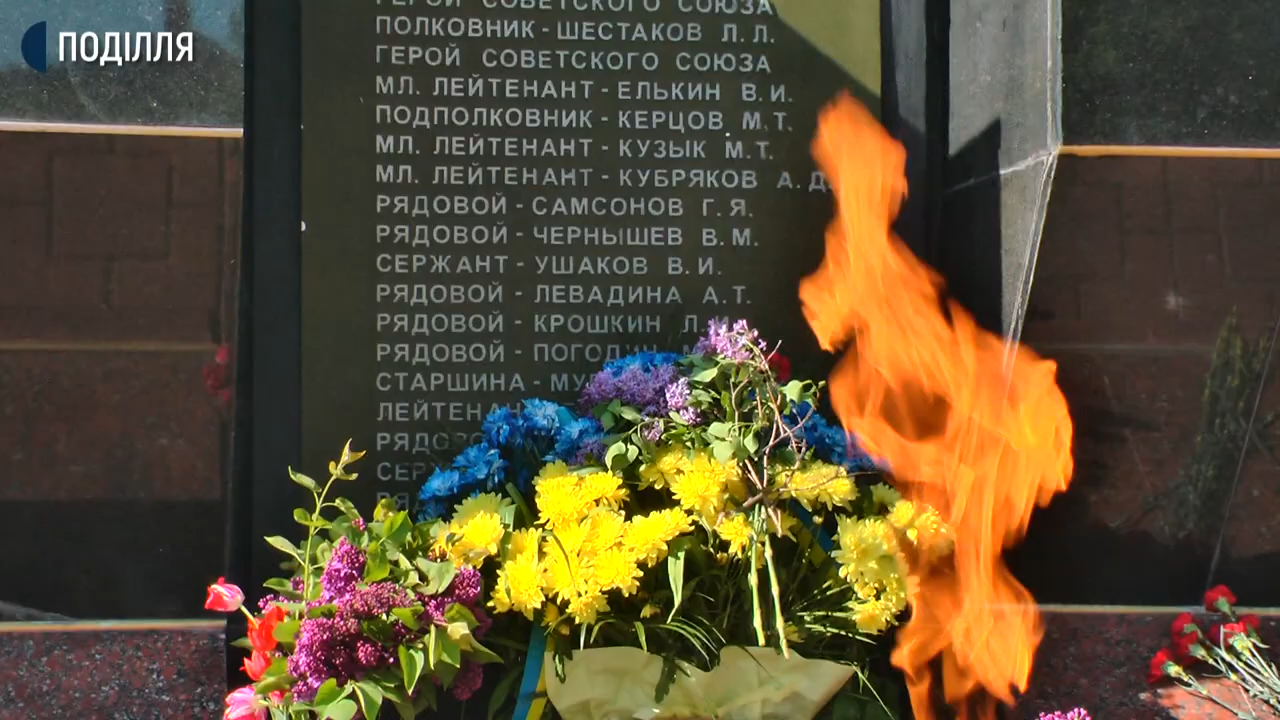 ПОДІЛЛЯ
ГЕРОЙ СОВЕТСКОГО СОЮЗА
ПОЛКОВНИК - ШЕСТАКОВ Л. Л.
ГЕРОЙ СОВЕТСКОГО СОЮЗА
МЛ. ЛЕЙТЕНАНТ - ЕЛЬКИН В. И.
ПОДПОЛКОВНИК - КЕРЦОВ М. Т.
МЛ. ЛЕЙТЕНАНТ - КУЗЫК М. Т.
МЛ. ЛЕЙТЕНАНТ - КУБРЯКОВ А. Д.
РЯДОВОЙ - САМСОНОВ Г. Я.
РЯДОВОЙ - ЧЕРНЫШЕВ В. М.
СЕРЖАНТ - УШАКОВ В. И.
РЯДОВОЙ - ЛЕВАДИНА А. Т.
РЯДОВОЙ - КРОШКИН Л.
РЯДОВОЙ - ПОГОДИН
СТАРШИНА -